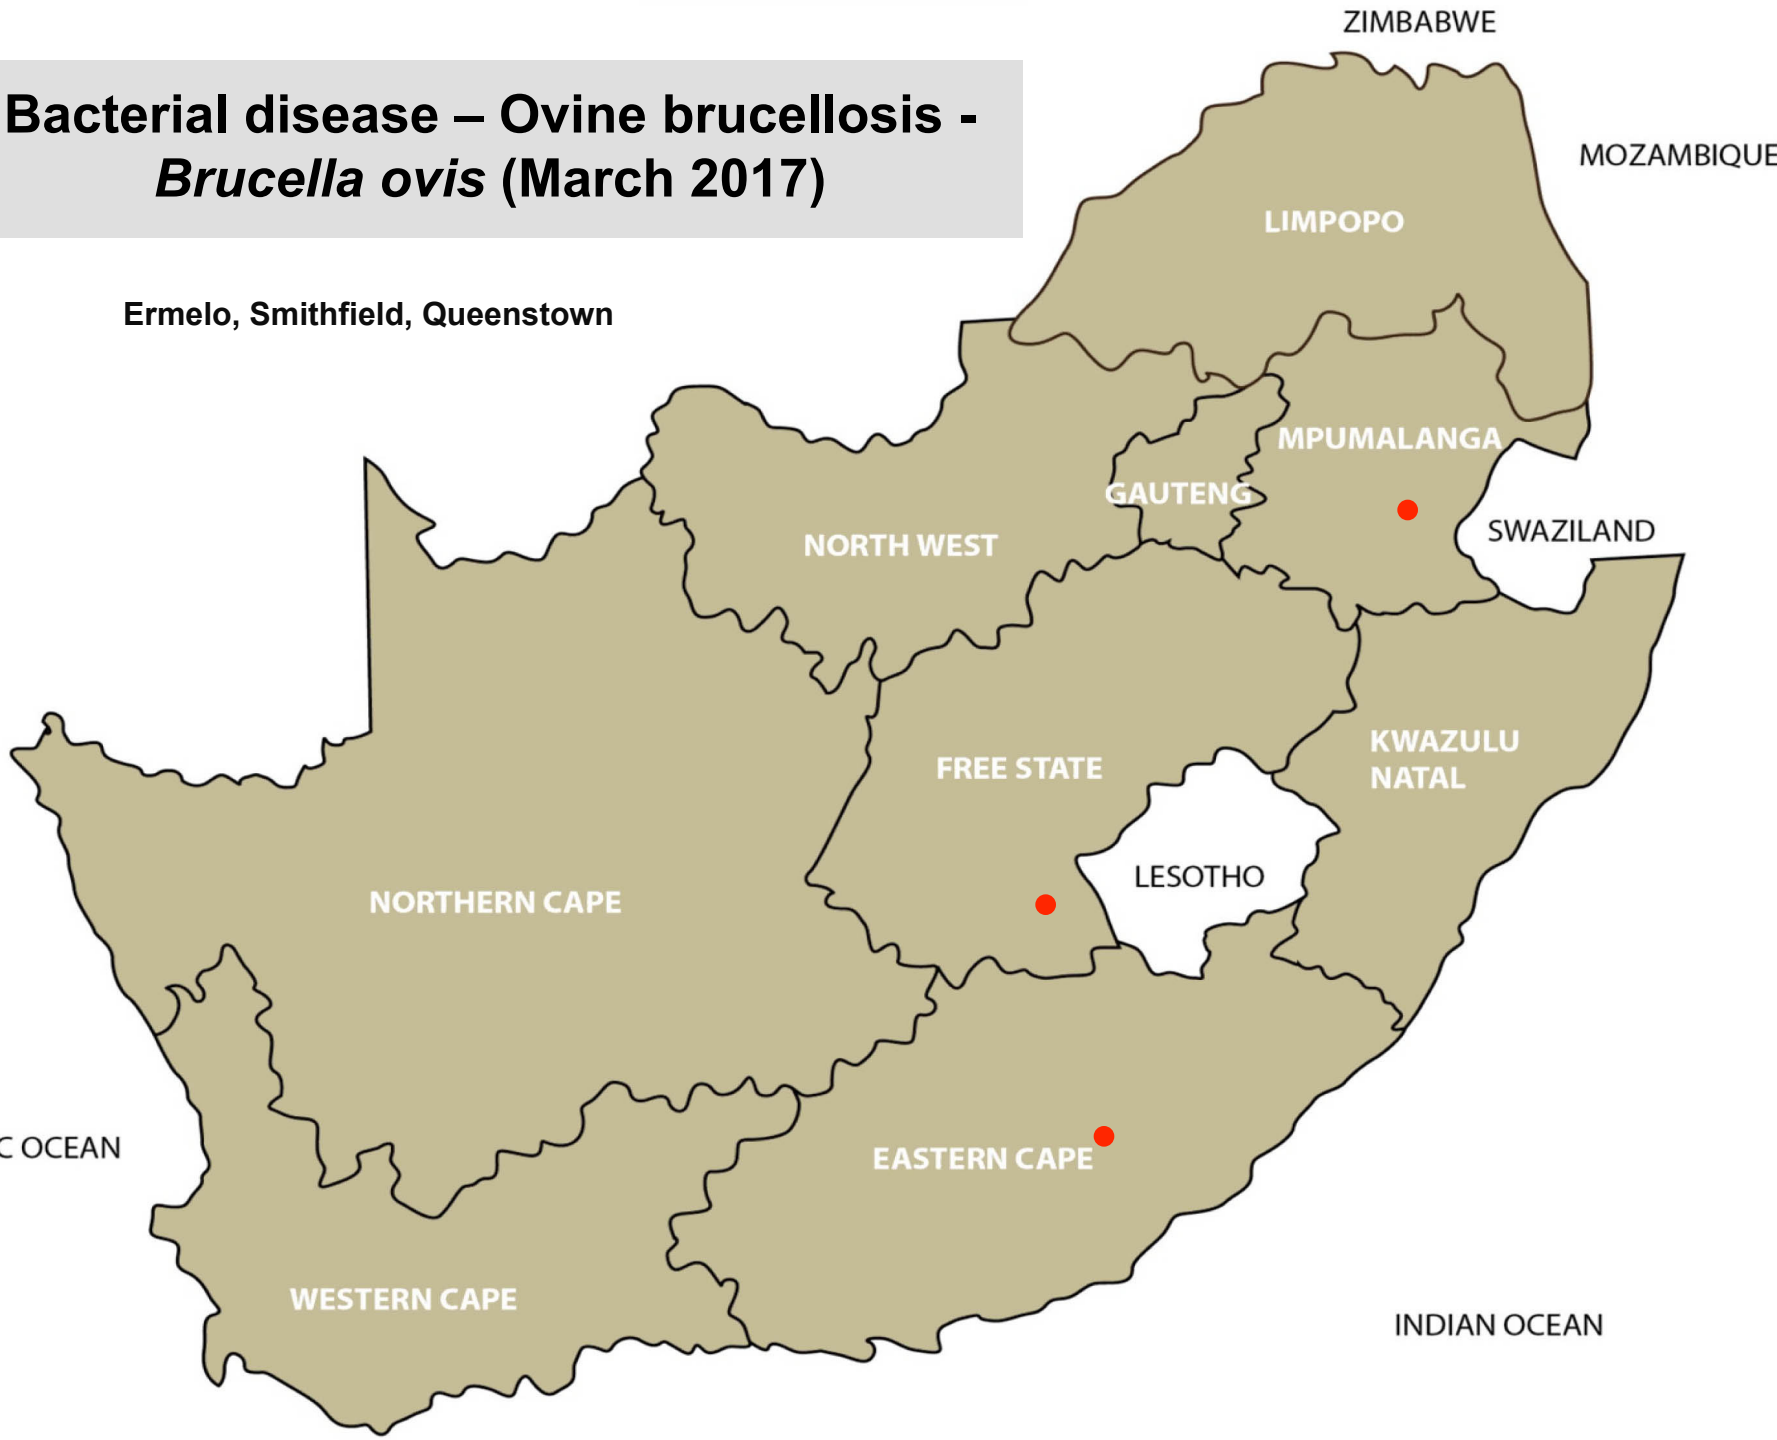 ZIMBABWE
Bacterial disease – Ovine brucellosis -
Brucella ovis (March 2017)
MOZAMBIQUE
LIMPOPO
Ermelo, Smithfield, Queenstown
MPUMALANGA
GAUTENG
SWAZILAND
NORTH WEST
KWAZULU
NATAL
FREE STATE
LESOTHO
NORTHERN CAPE
C OCEAN
EASTERN CAPE
WESTERN CAPE
INDIAN OCEAN